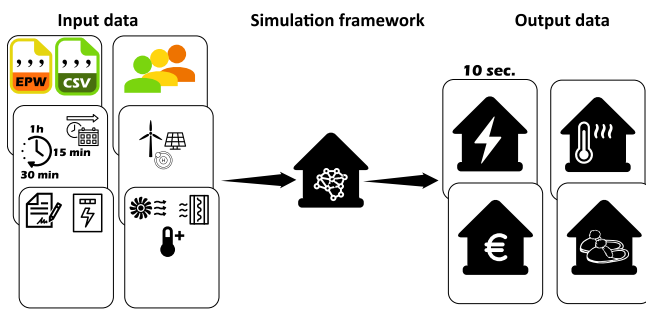 Input data
Simulation framework
Output data
, , ,
EPW
, , ,
CSV
10 sec.
1h
15 min
30 min
H
+
€